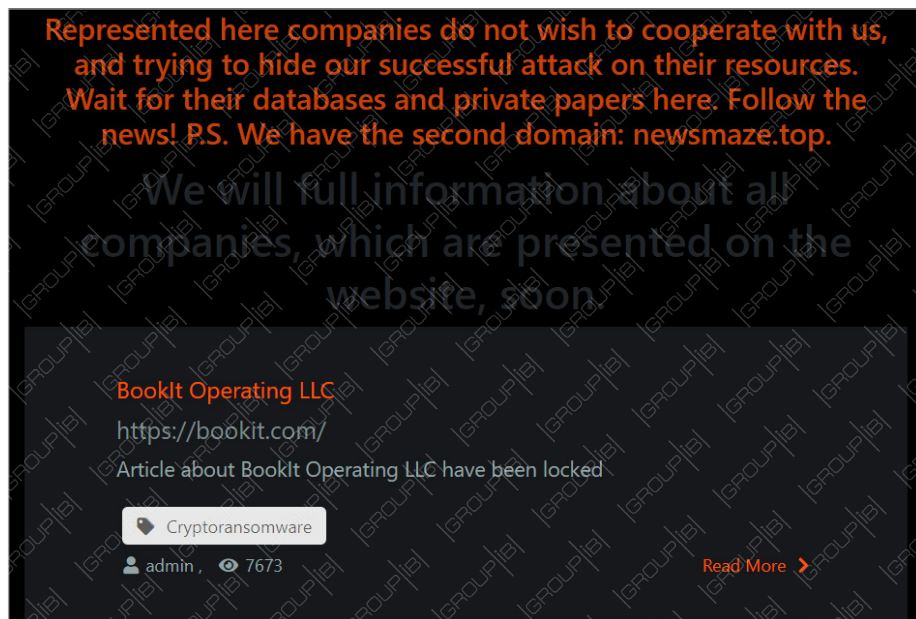 Represented here companies do not wish to cooperate with us,
and trying to hide our successful attack on their resources.
Wait for their databases and private papers here. Follow the
news! P.S. We have the second domain: newsmaze.top.
We will full information about all
companies, which are presented on the
website, soon.
BookIt Operating LLC
https://bookit.com/
Article about BookIt Operating LLC have been locked
Cryptoransomware
admin , 7673
Read More